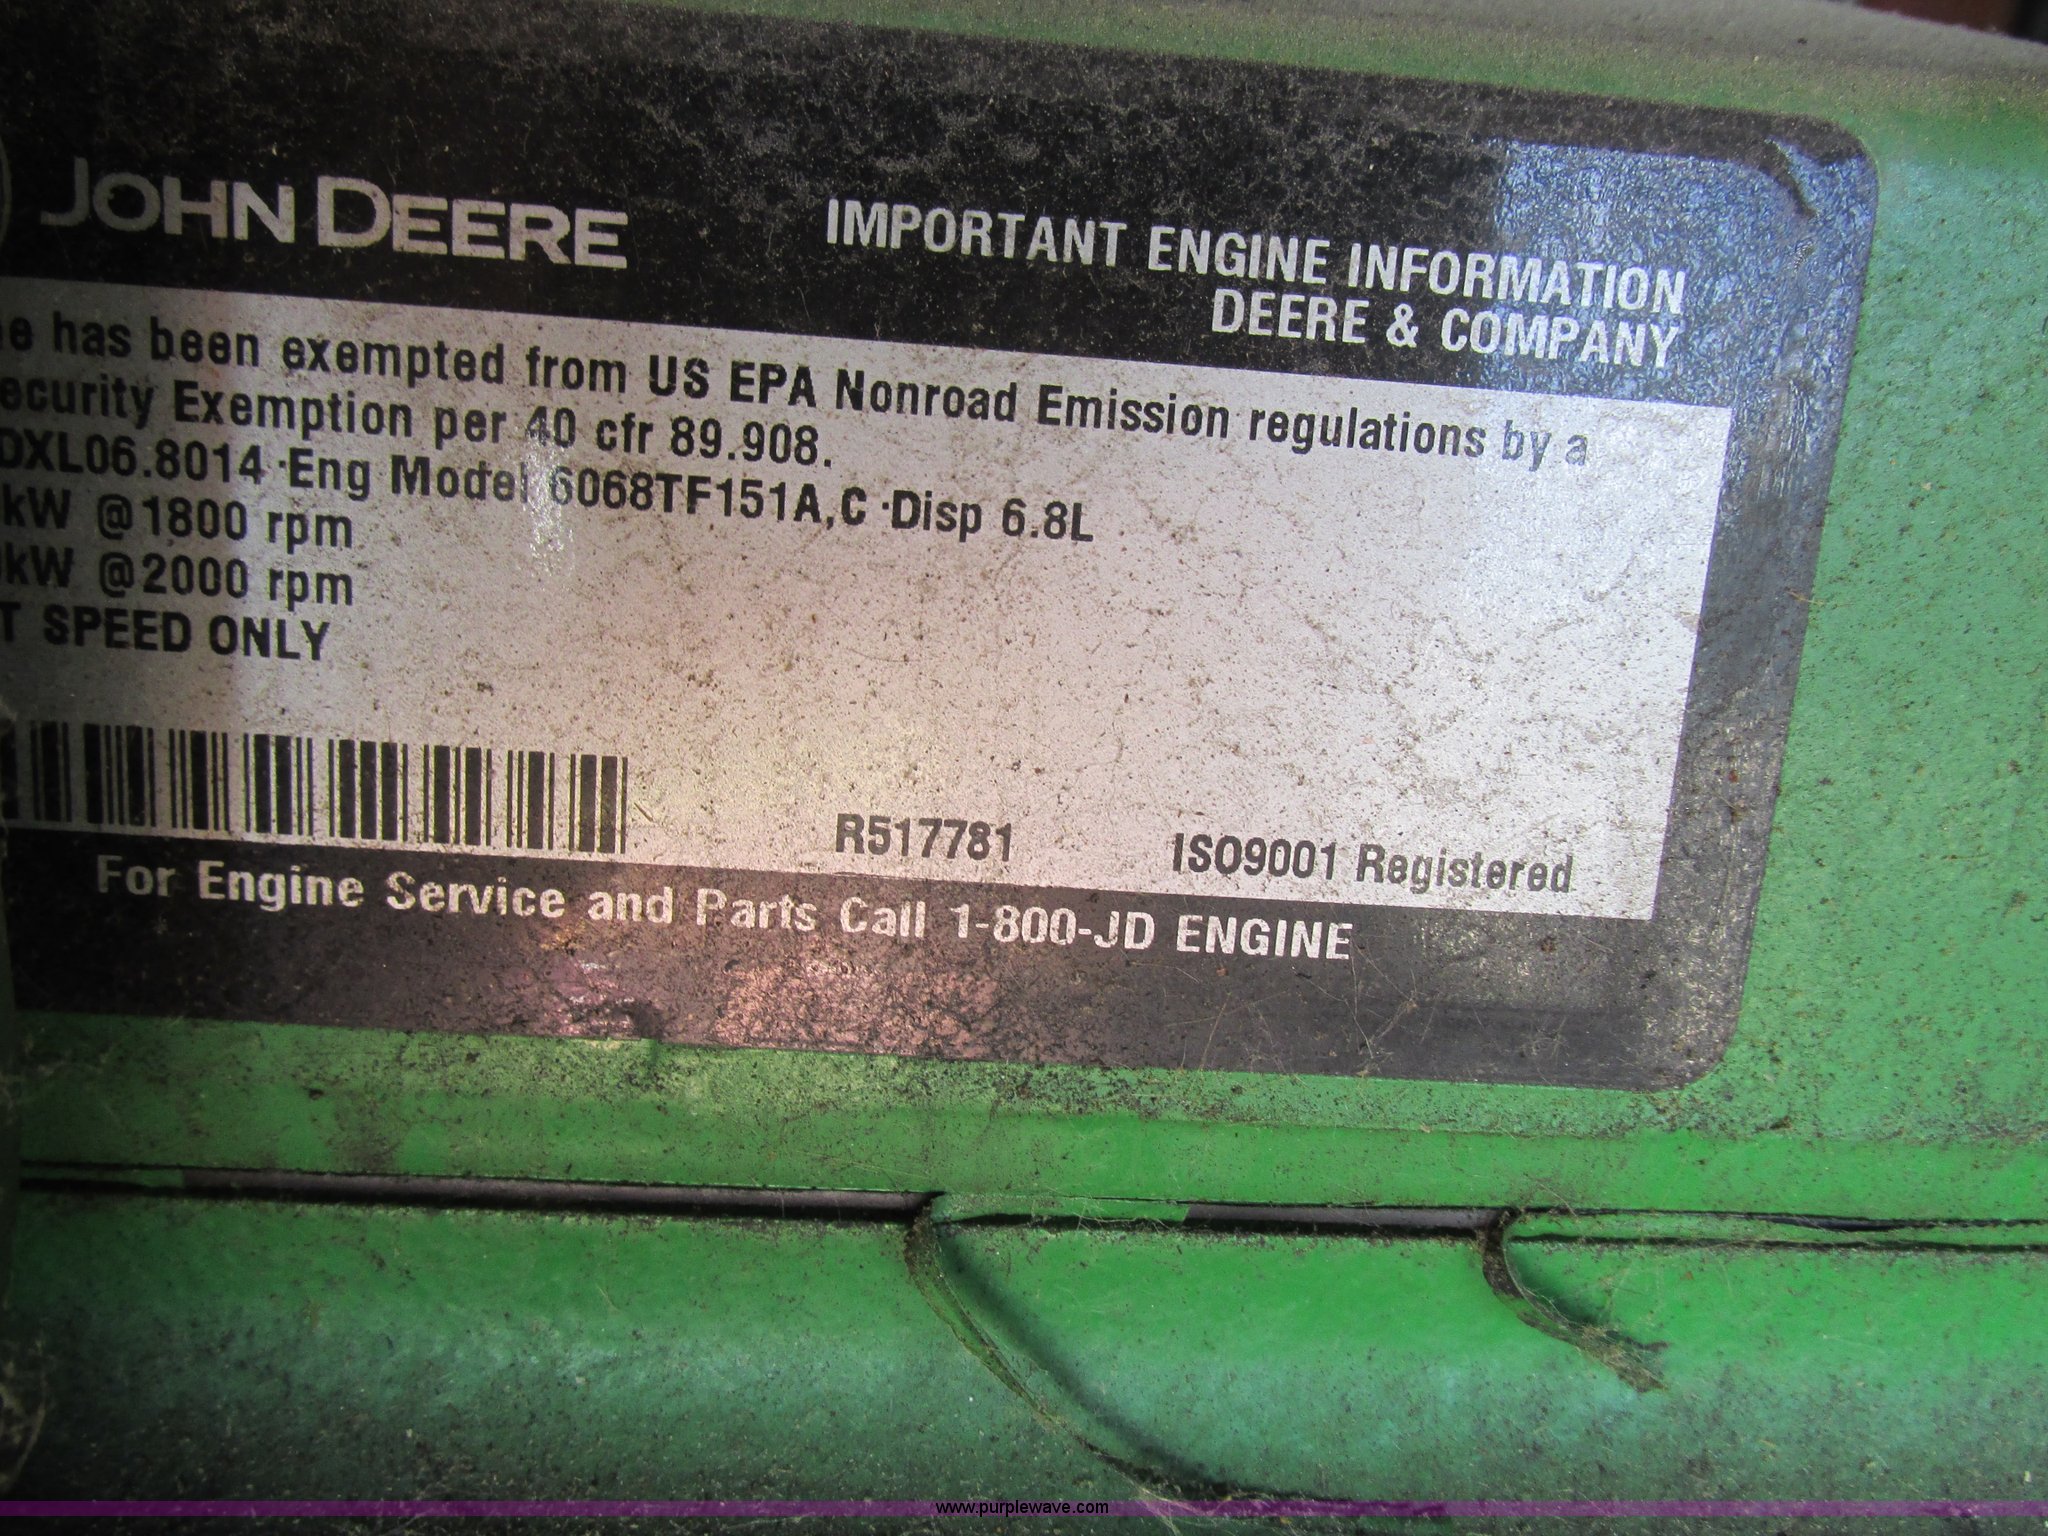 JOHN DEERE
IMPORTANT ENGINE INFORMATION
DEERE & COMPANY
has been exempted from US EPA Nonroad Emission regulations by a
ecurity Exemption per 40 cfr 89.908.
DXL06.8014 ·Eng Model 6068TF151A,C ·Disp 6.8L
kW @1800 rpm
kW @2000 rpm
T SPEED ONLY
R517781 ISO9001 Registered
For Engine Service and Parts Call 1-800-JD ENGINE
www.purplewave.com